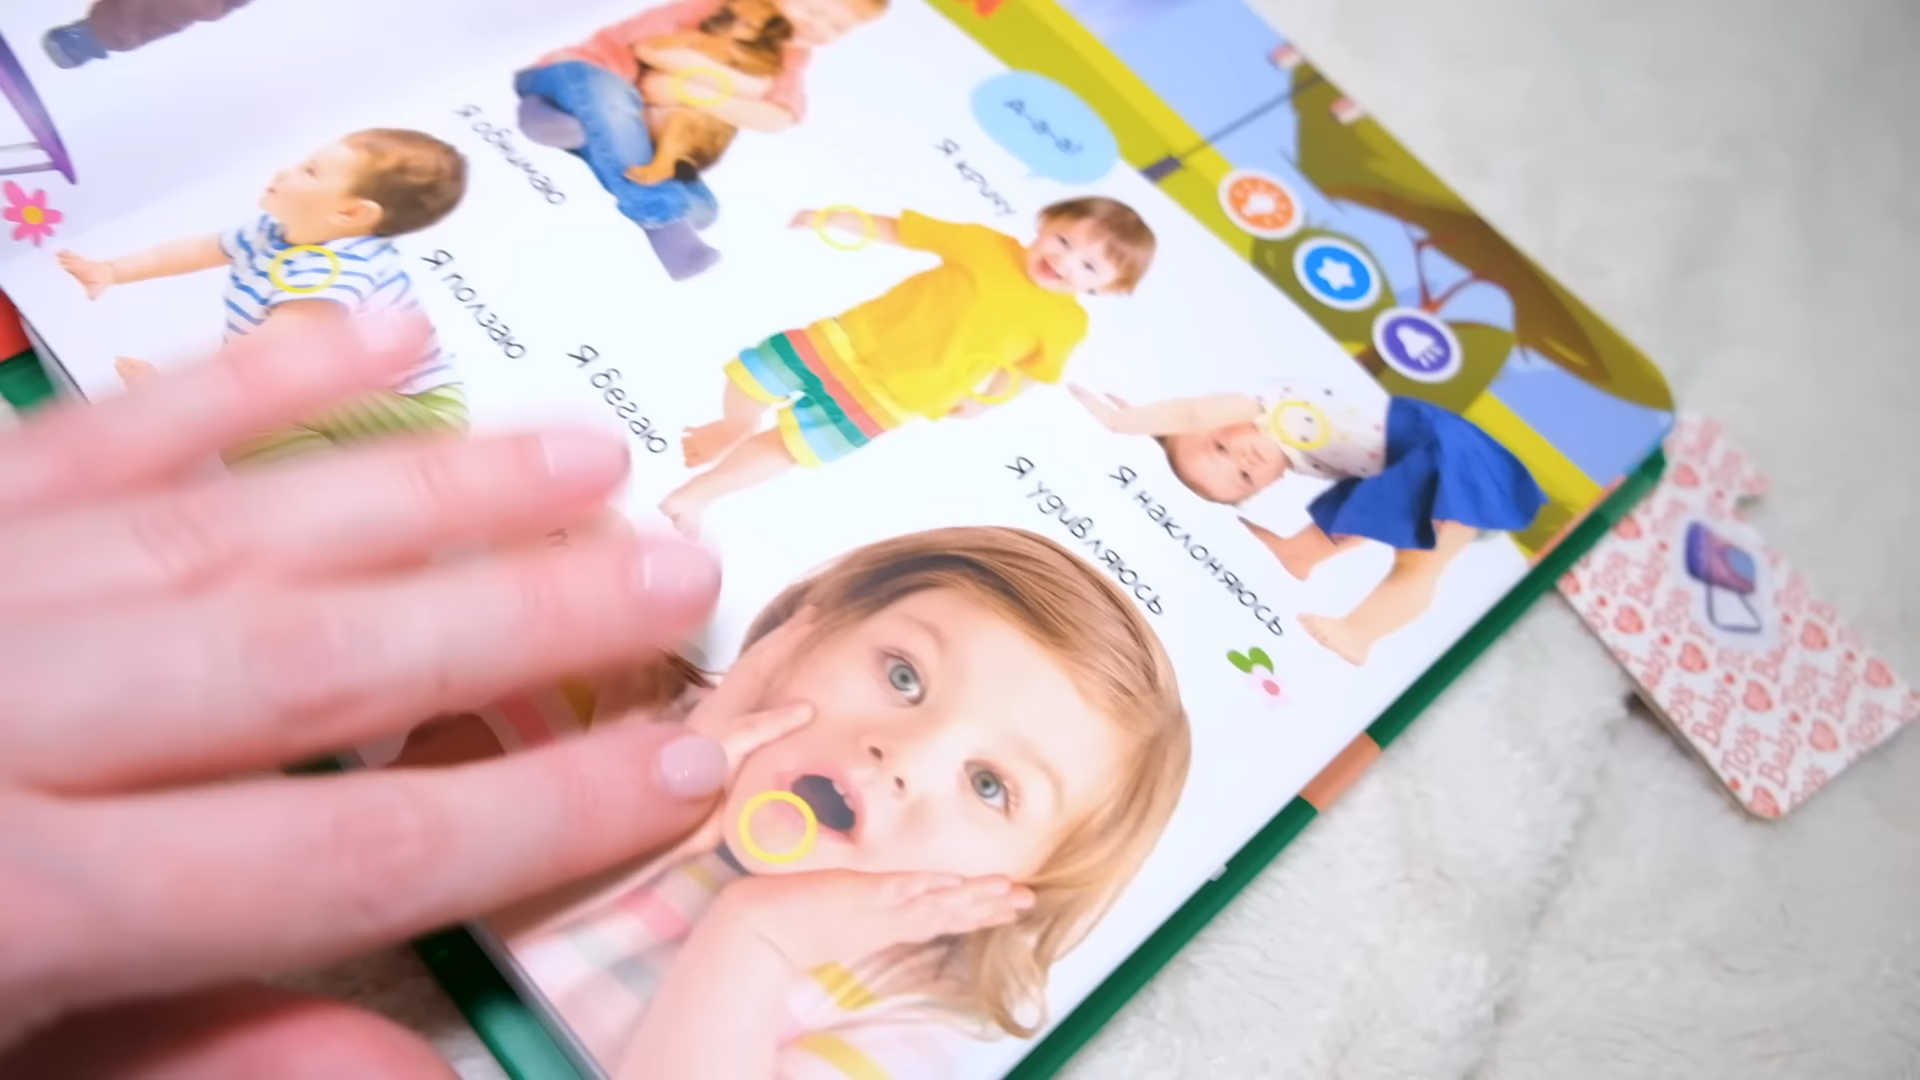 Я обнимаю
А-а-а!
Я кричу
Я ползаю
Я бегаю
Я удивляюсь
Я наклоняюсь
Baby Toys